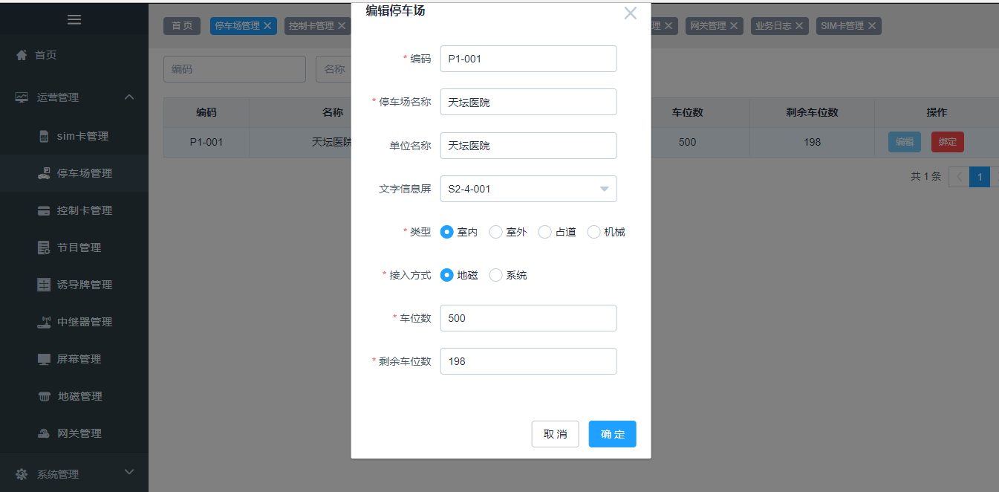 首页
运营管理
sim卡管理
停车场管理
控制卡管理
节目管理
诱导牌管理
中继器管理
屏幕管理
地磁管理
网关管理
系统管理
首 页 停车场管理 控制卡管理 理 网关管理 业务日志 SIM卡管理
编码 名称
编码 名称 车位数 剩余车位数 操作
P1-001 天坛医院 500 198 编辑 绑定
共 1 条 1
编辑停车场
* 编码 P1-001
* 停车场名称 天坛医院
单位名称 天坛医院
文字信息屏 S2-4-001
* 类型 室内 室外 占道 机械
* 接入方式 地磁 系统
* 车位数 500
* 剩余车位数 198
取 消 确 定